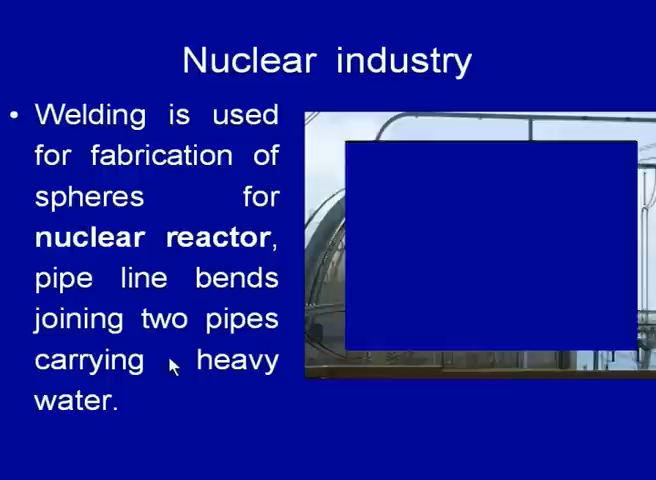 Nuclear industry
• Welding is used
for fabrication of
spheres for
nuclear reactor,
pipe line bends
joining two pipes
carrying heavy
water.